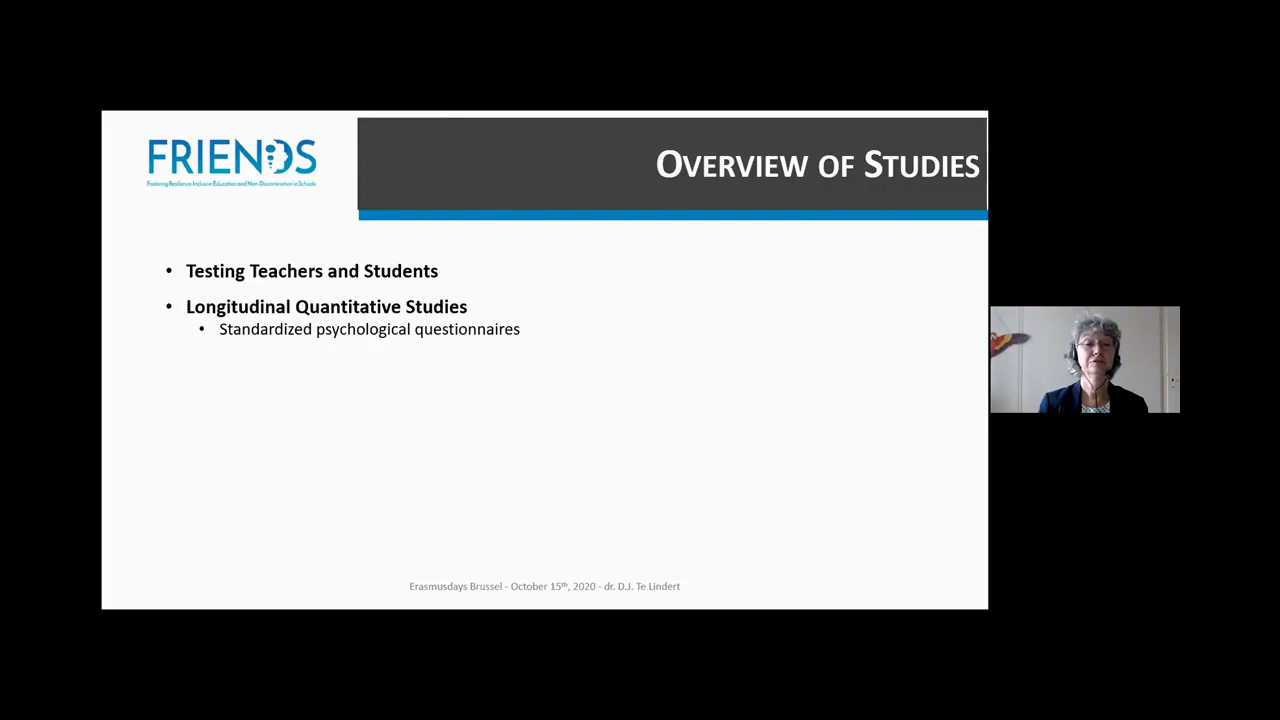 FRIENDS
Fostering Resilience Inclusive Education and Non-Discrimination in Schools
OVERVIEW OF STUDIES
• Testing Teachers and Students
• Longitudinal Quantitative Studies
• Standardized psychological questionnaires
Erasmusdays Brussel - October 15th, 2020 - dr. D.J. Te Lindert